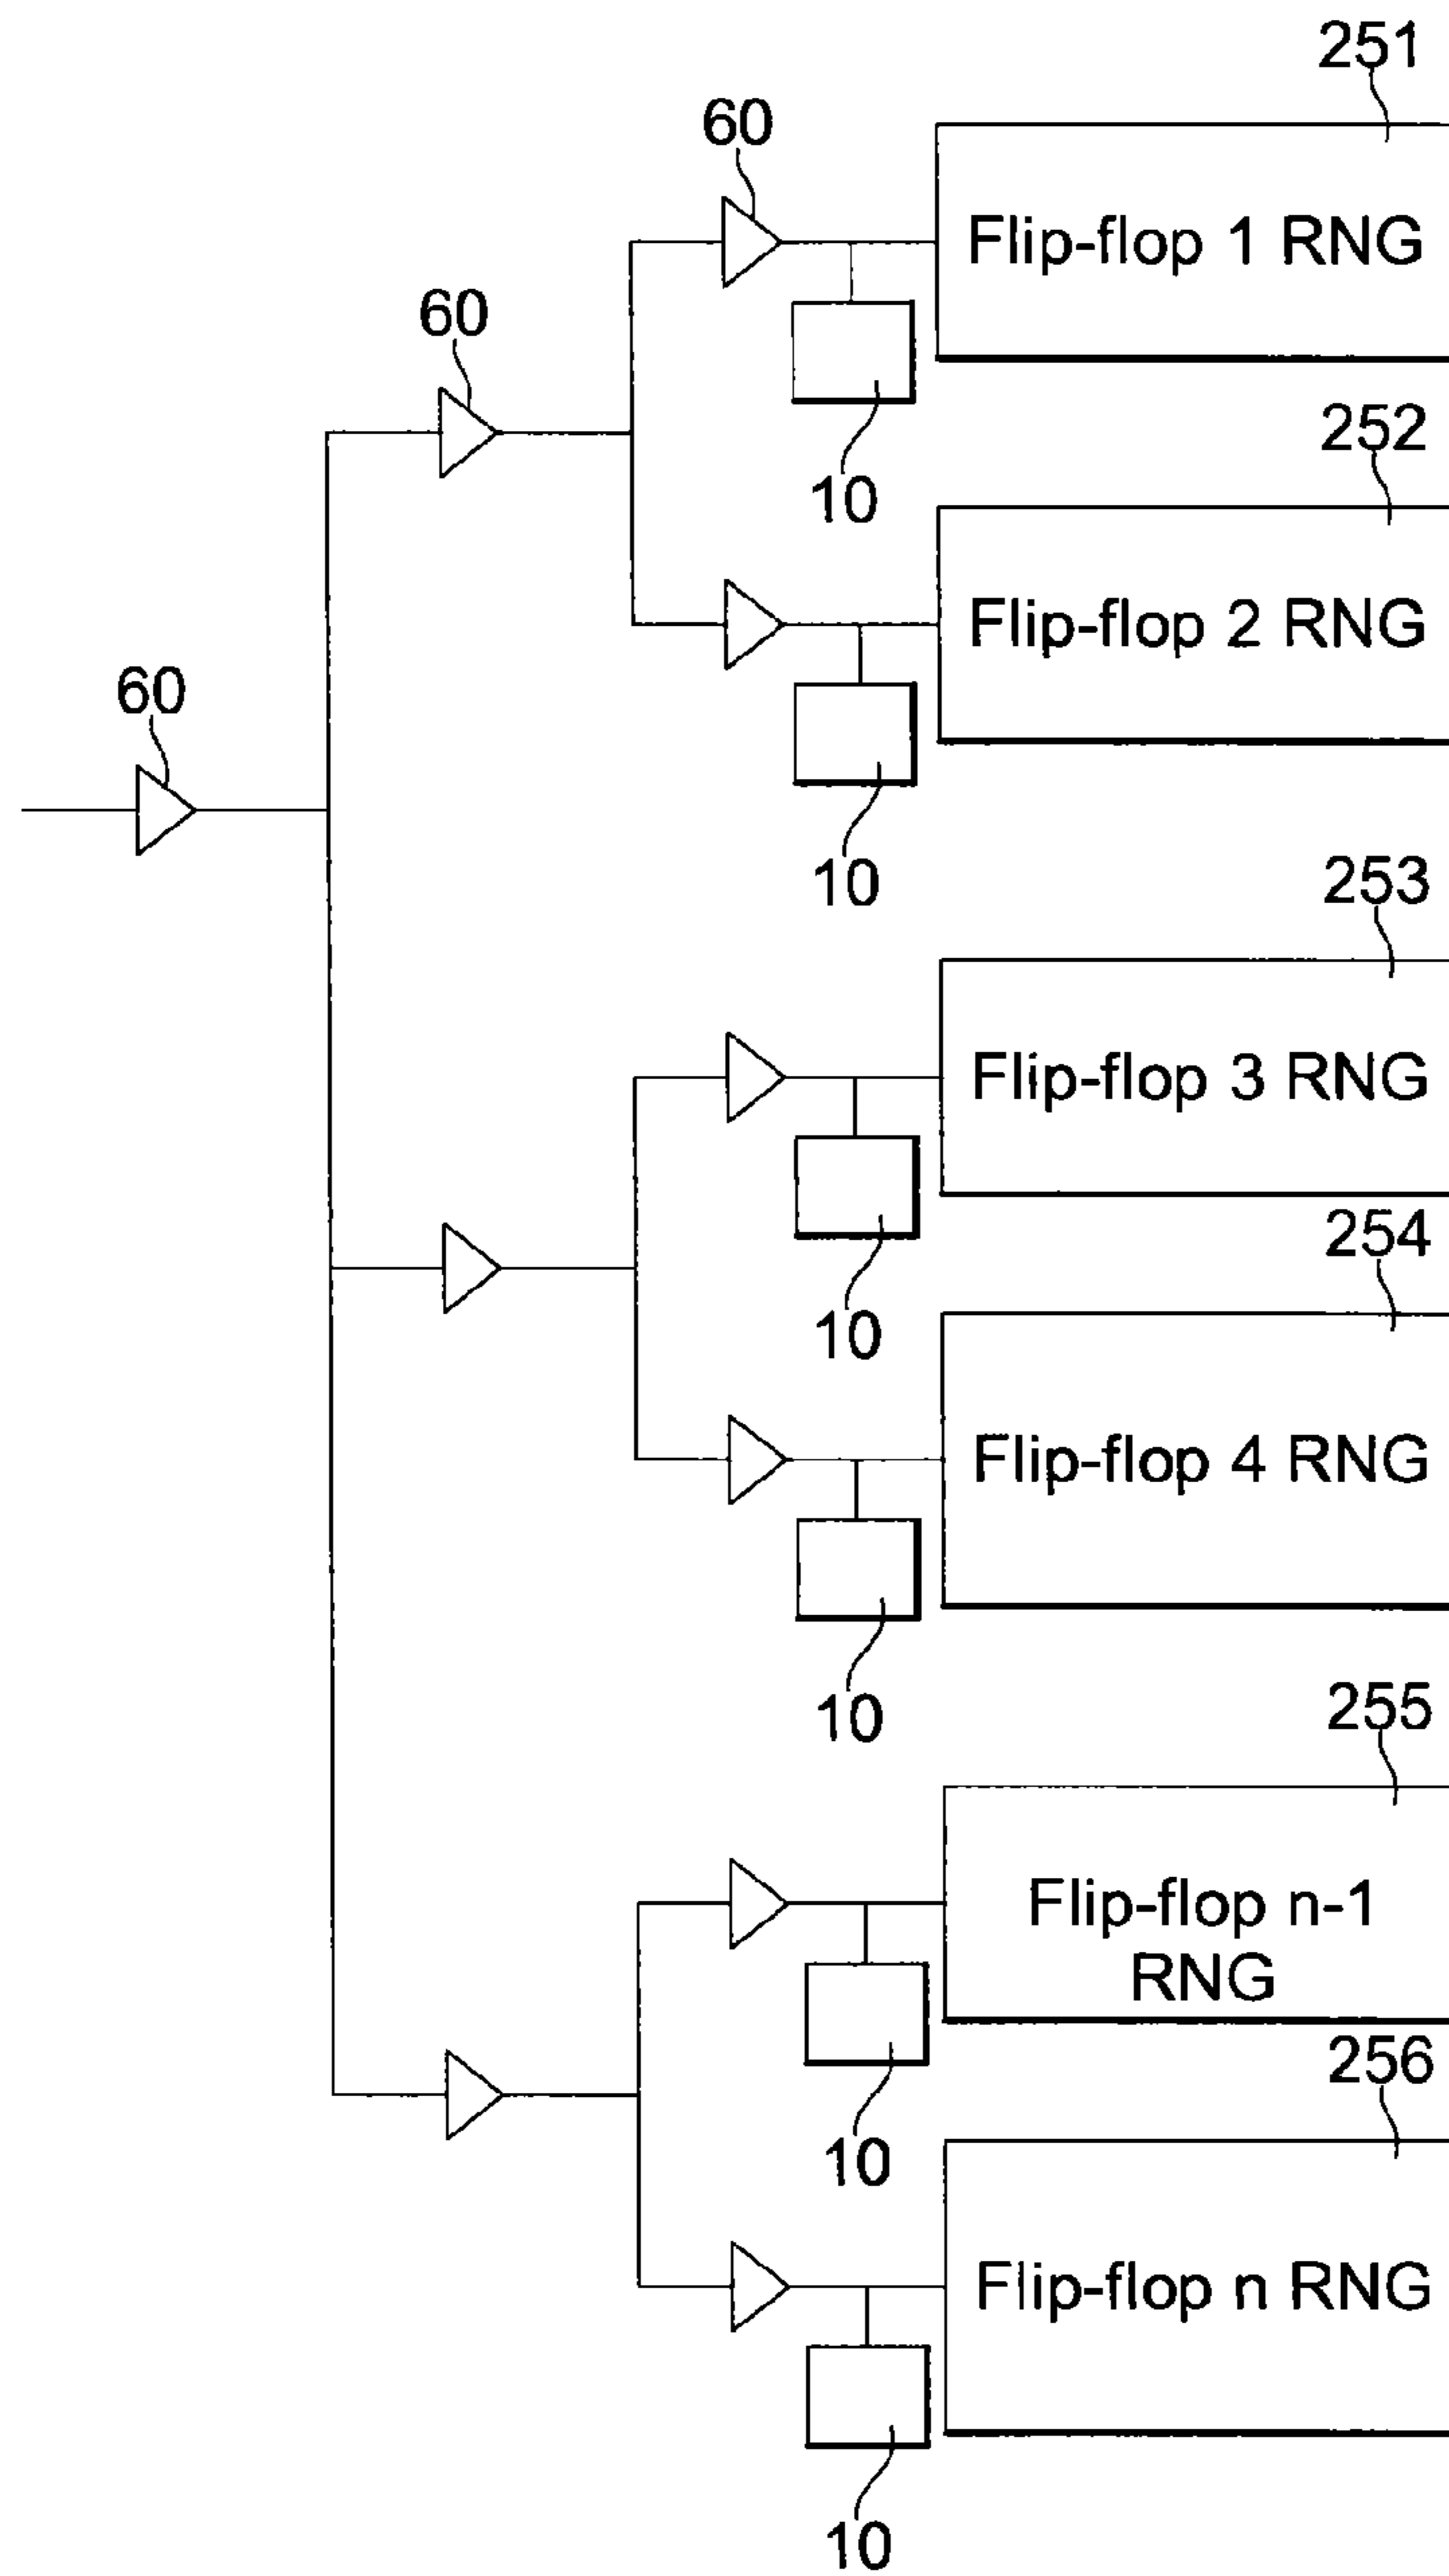 251
60
Flip-flop 1 RNG
60
10
252
Flip-flop 2 RNG
60
10
253
Flip-flop 3 RNG
254
10
Flip-flop 4 RNG
10
255
Flip-flop n-1
RNG
256
10
Flip-flop n RNG
10